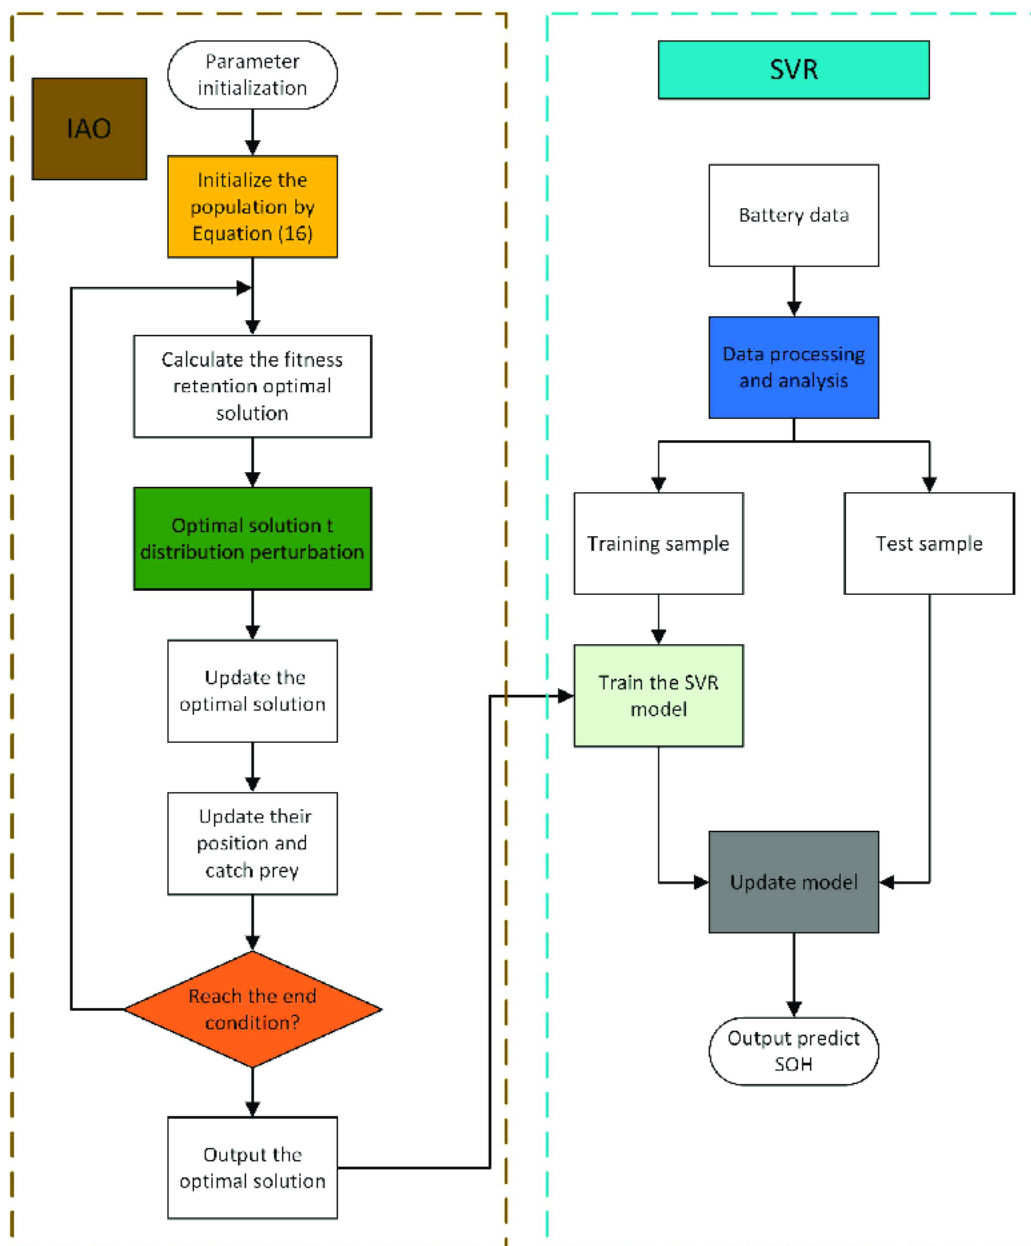 IAO
Parameter
initialization
Initialize the
population by
Equation (16)
Calculate the fitness
retention optimal
solution
Optimal solution t
distribution perturbation
Update the
optimal solution
Update their
position and
catch prey
Reach the end
condition?
Output the
optimal solution
SVR
Battery data
Data processing
and analysis
Training sample
Test sample
Train the SVR
model
Update model
Output predict
SOH